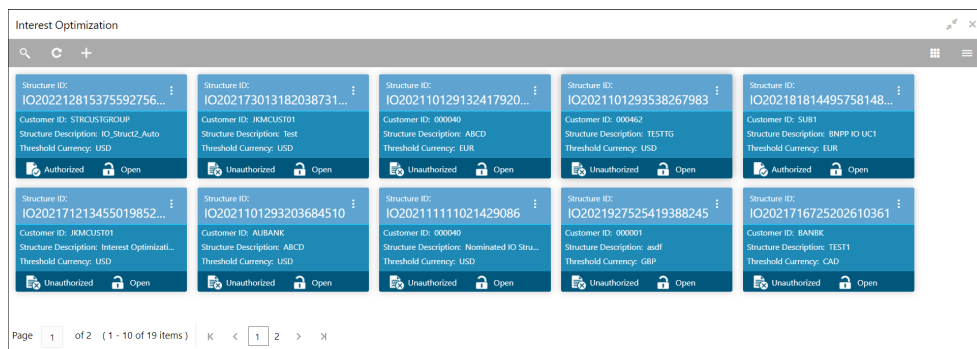 Interest Optimization
Structure ID:
IO202212815375592756...
Customer ID: STRCUSTGROUP
Structure Description: IO_Struct2_Auto
Threshold Currency: USD
Authorized Open
Structure ID:
IO202173013182038731...
Customer ID: JKMCUST01
Structure Description: Test
Threshold Currency: USD
Unauthorized Open
Structure ID:
IO202110129132417920...
Customer ID: 000040
Structure Description: ABCD
Threshold Currency: EUR
Unauthorized Open
Structure ID:
IO2021101293538267983
Customer ID: 000462
Structure Description: TESTTG
Threshold Currency: USD
Unauthorized Open
Structure ID:
IO202181814495758148...
Customer ID: SUB1
Structure Description: BNPP IO UC1
Threshold Currency: EUR
Authorized Open
Structure ID:
IO202171213455019852...
Customer ID: JKMCUST01
Structure Description: Interest Optimizati...
Threshold Currency: USD
Unauthorized Open
Structure ID:
IO2021101293203684510
Customer ID: AUBANK
Structure Description: ABCD
Threshold Currency: USD
Unauthorized Open
Structure ID:
IO202111111021429086
Customer ID: 000040
Structure Description: Nominated IO Stru...
Threshold Currency: USD
Unauthorized Open
Structure ID:
IO2021927525419388245
Customer ID: 000001
Structure Description: asdf
Threshold Currency: GBP
Unauthorized Open
Structure ID:
IO2021716725202610361
Customer ID: BANBK
Structure Description: TEST1
Threshold Currency: CAD
Unauthorized Open
Page 1 of 2 ( 1 - 10 of 19 items ) 1 2